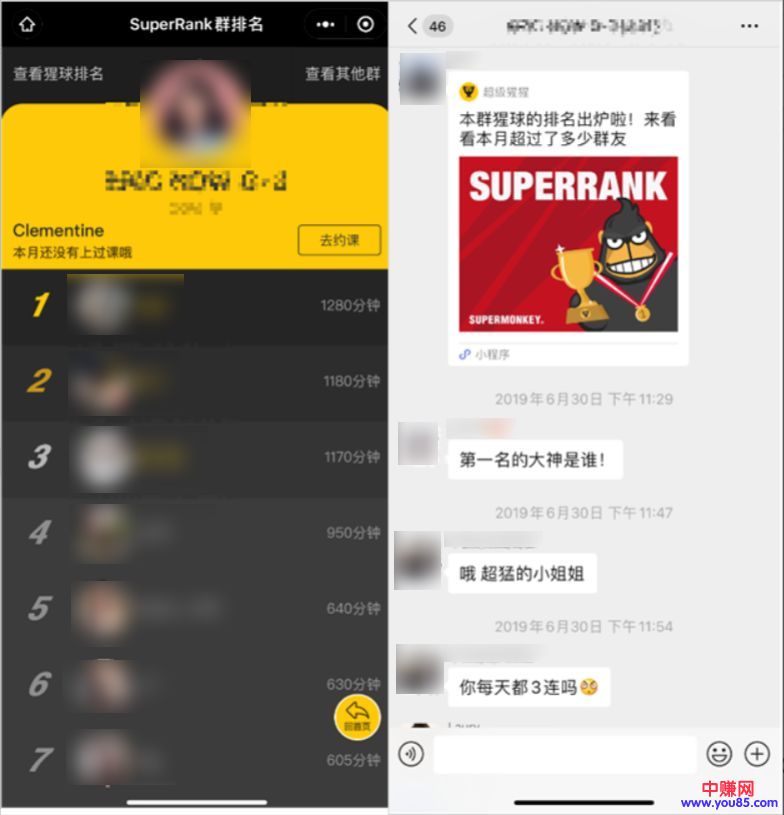 SuperRank群排名
查看猩球排名
查看其他群
Clementine
本月还没有上过课哦
去约课
1
1280分钟
2
1180分钟
3
1170分钟
4
950分钟
5
640分钟
6
630分钟
回首页
7
605分钟
46
超级猩猩
本群猩球的排名出炉啦！来看
看本月超过了多少群友
SUPERRANK
SUPERMONKEY
小程序
2019年6月30日 下午11:29
第一名的大神是谁！
2019年6月30日 下午11:47
哦 超猛的小姐姐
2019年6月30日 下午11:54
你每天都3连吗
中赚网
www.you85.com